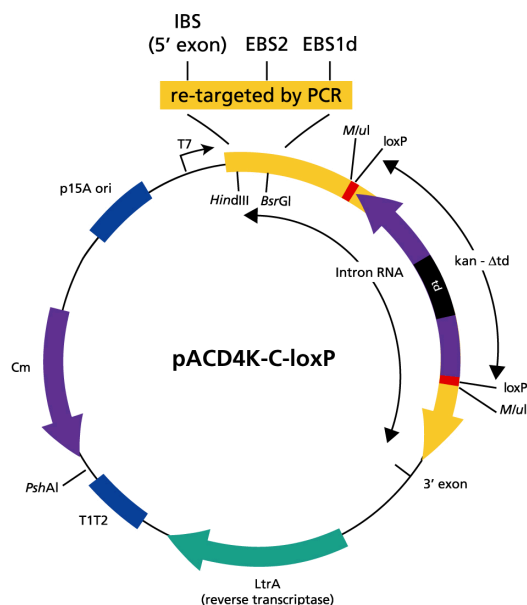 IBS
(5’ exon)
EBS2
EBS1d
re-targeted by PCR
T7
MluI
loxP
p15A ori
HindIII
BsrGI
kan - Δtd
Intron RNA
td
pACD4K-C-loxP
Cm
loxP
MluI
PshAI
3’ exon
T1T2
LtrA
(reverse transcriptase)